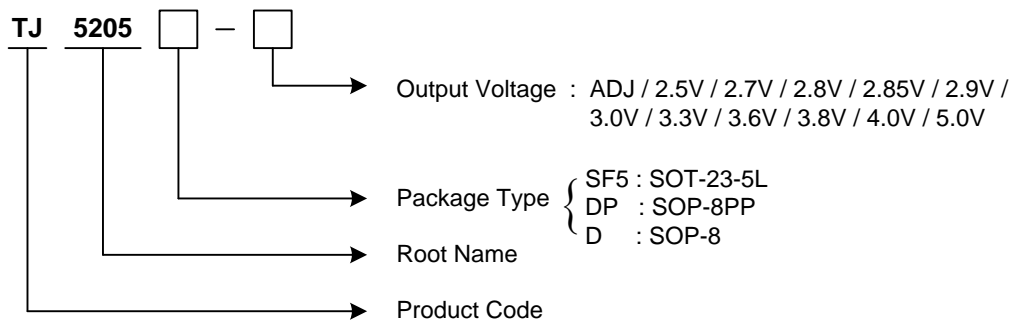 TJ 5205 –
Output Voltage : ADJ / 2.5V / 2.7V / 2.8V / 2.85V / 2.9V /
3.0V / 3.3V / 3.6V / 3.8V / 4.0V / 5.0V
Package Type { SF5 : SOT-23-5L
DP : SOP-8PP
D : SOP-8
Root Name
Product Code